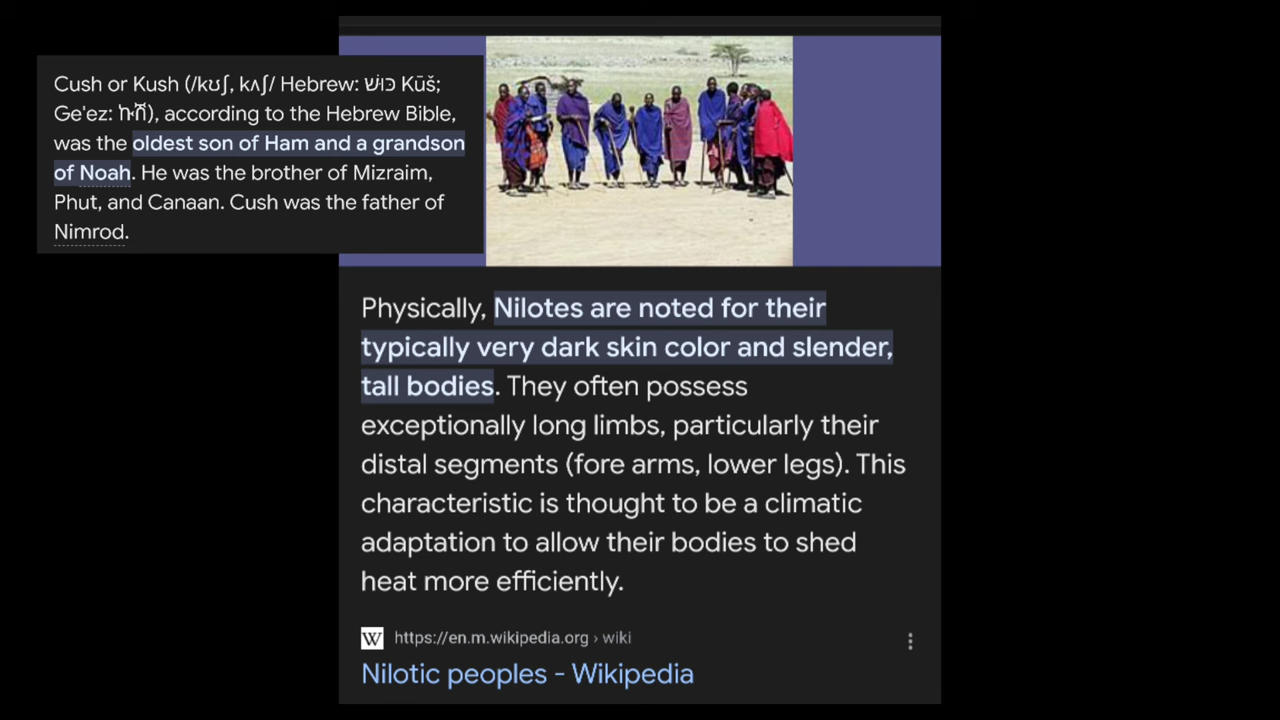 Cush or Kush (/kʊʃ, kʌʃ/ Hebrew: כּוּשׁ Kūš;
Ge'ez: ኩሽ), according to the Hebrew Bible,
was the oldest son of Ham and a grandson
of Noah. He was the brother of Mizraim,
Phut, and Canaan. Cush was the father of
Nimrod.
Physically, Nilotes are noted for their
typically very dark skin color and slender,
tall bodies. They often possess
exceptionally long limbs, particularly their
distal segments (fore arms, lower legs). This
characteristic is thought to be a climatic
adaptation to allow their bodies to shed
heat more efficiently.
W https://en.m.wikipedia.org › wiki
Nilotic peoples - Wikipedia